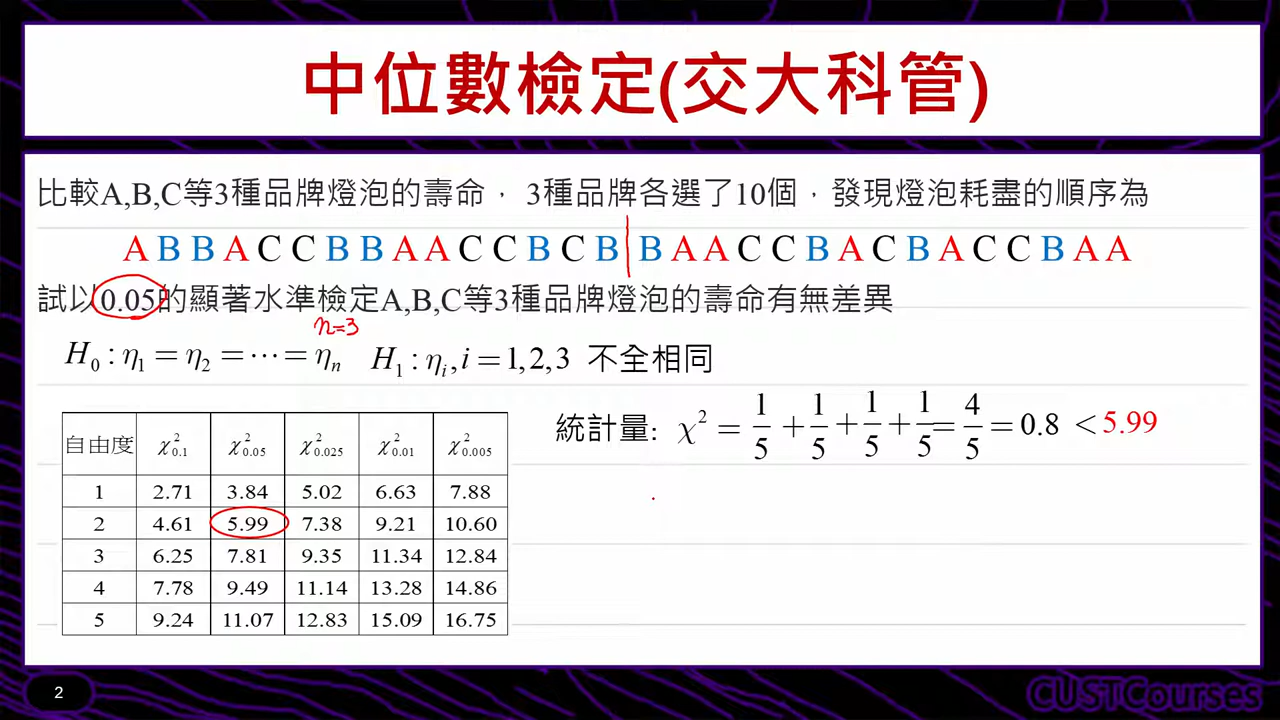 中位數檢定(交大科管)
比較A,B,C等3種品牌燈泡的壽命, 3種品牌各選了10個,發現燈泡耗盡的順序為
A B B A C C B B A A C C B C B | B A A C C B A C B A C C B A A
試以0.05的顯著水準檢定A,B,C等3種品牌燈泡的壽命有無差異
n=3
H₀ : η₁ = η₂ = ⋯ = ηₙ H₁ : ηᵢ, i = 1,2,3 不全相同
統計量: χ² = 1/5 + 1/5 + 1/5 + 1/5 = 4/5 = 0.8 < 5.99
自由度 χ²0.1 χ²0.05 χ²0.025 χ²0.01 χ²0.005
1 2.71 3.84 5.02 6.63 7.88
2 4.61 5.99 7.38 9.21 10.60
3 6.25 7.81 9.35 11.34 12.84
4 7.78 9.49 11.14 13.28 14.86
5 9.24 11.07 12.83 15.09 16.75
2
CUSTCourses